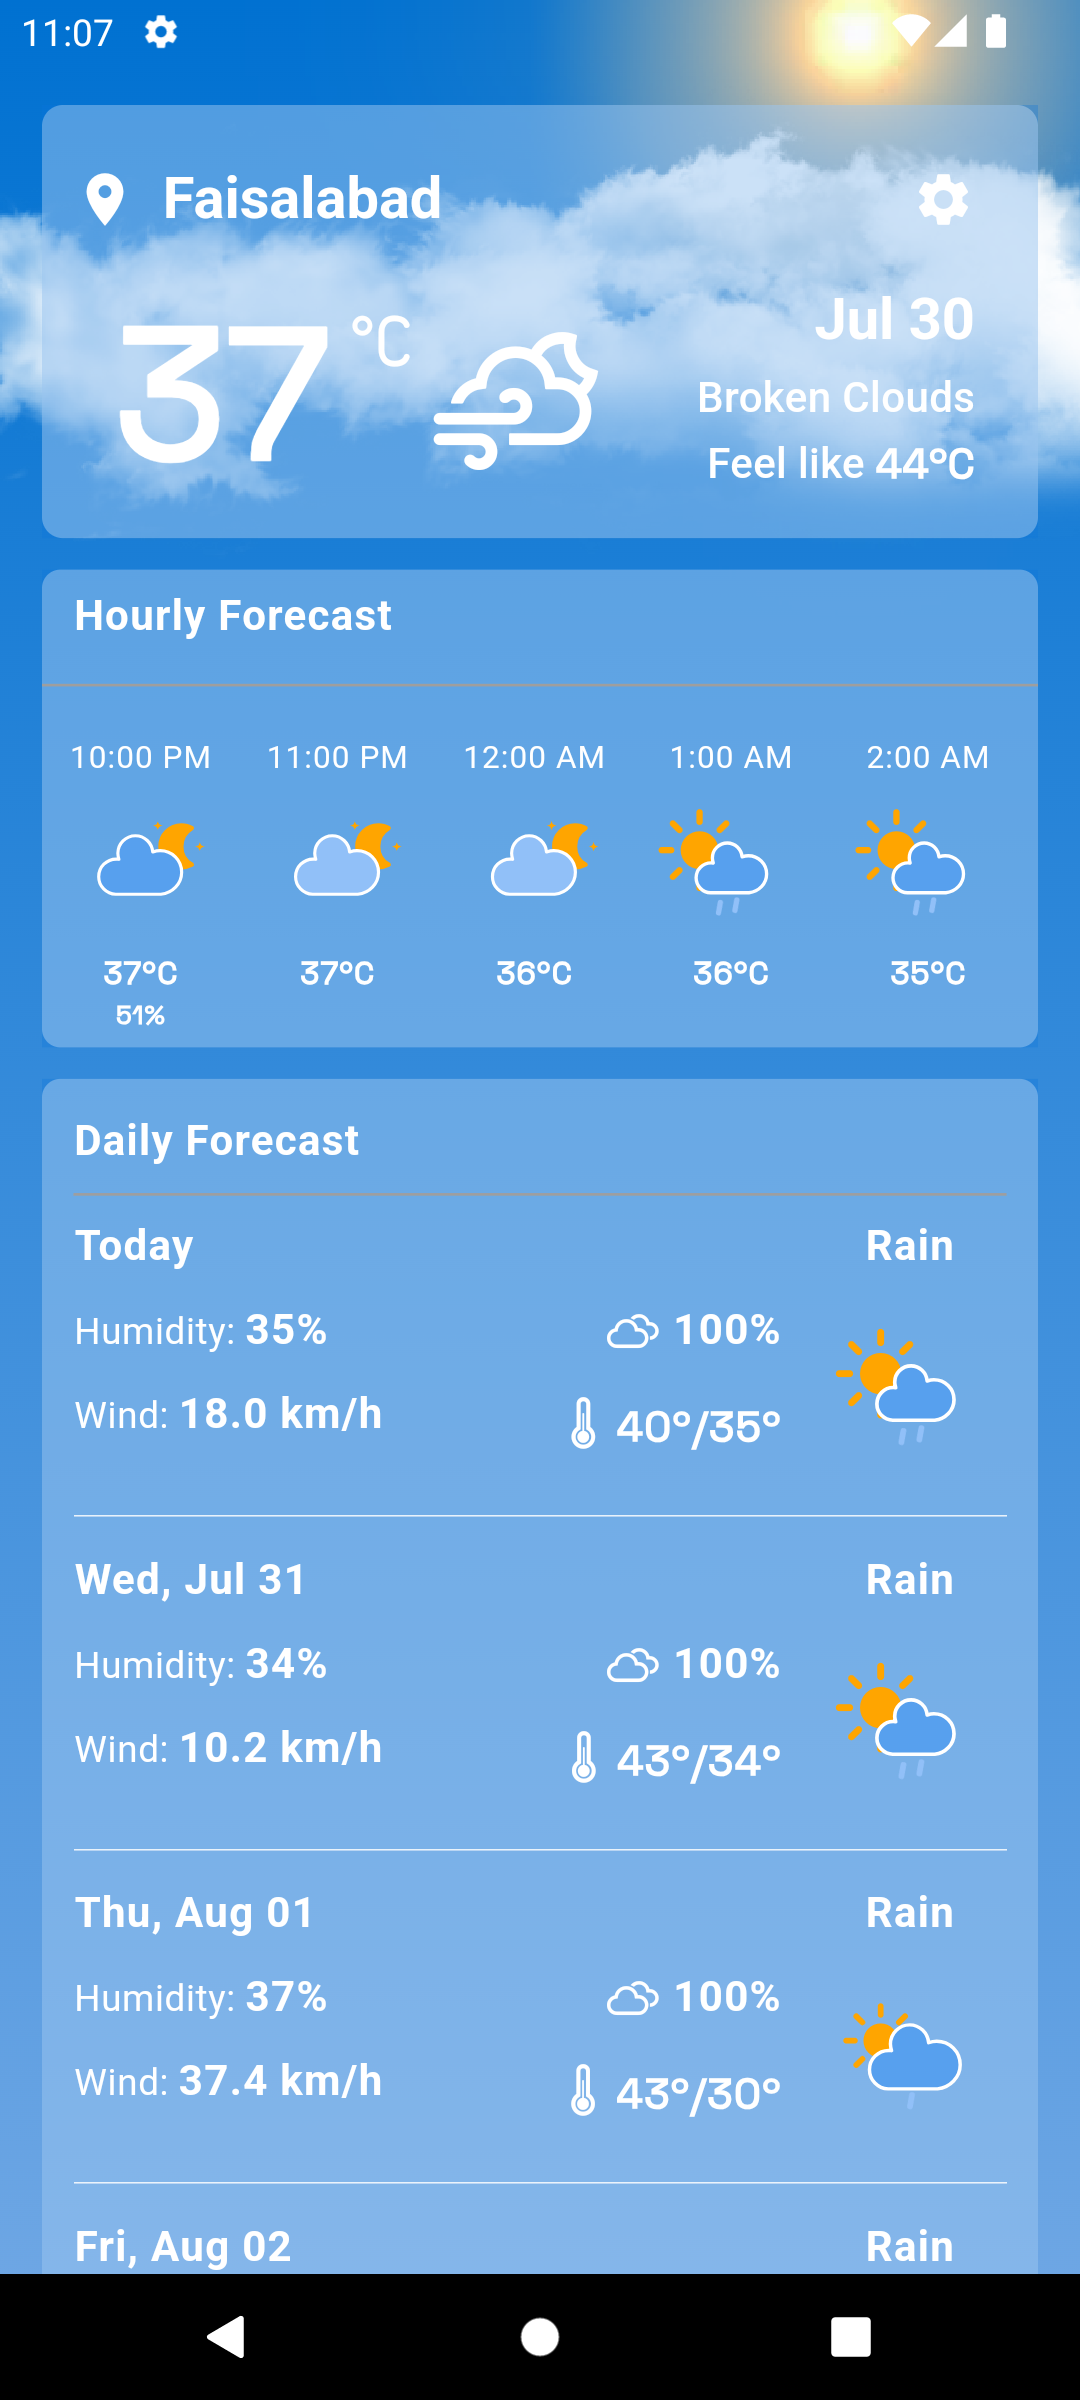 11:07
Faisalabad
37 °C
Jul 30
Broken Clouds
Feel like 44°C
Hourly Forecast
10:00 PM 11:00 PM 12:00 AM 1:00 AM 2:00 AM
37°C 37°C 36°C 36°C 35°C
51%
Daily Forecast
Today Rain
Humidity: 35% 100%
Wind: 18.0 km/h 40°/35°
Wed, Jul 31 Rain
Humidity: 34% 100%
Wind: 10.2 km/h 43°/34°
Thu, Aug 01 Rain
Humidity: 37% 100%
Wind: 37.4 km/h 43°/30°
Fri, Aug 02 Rain